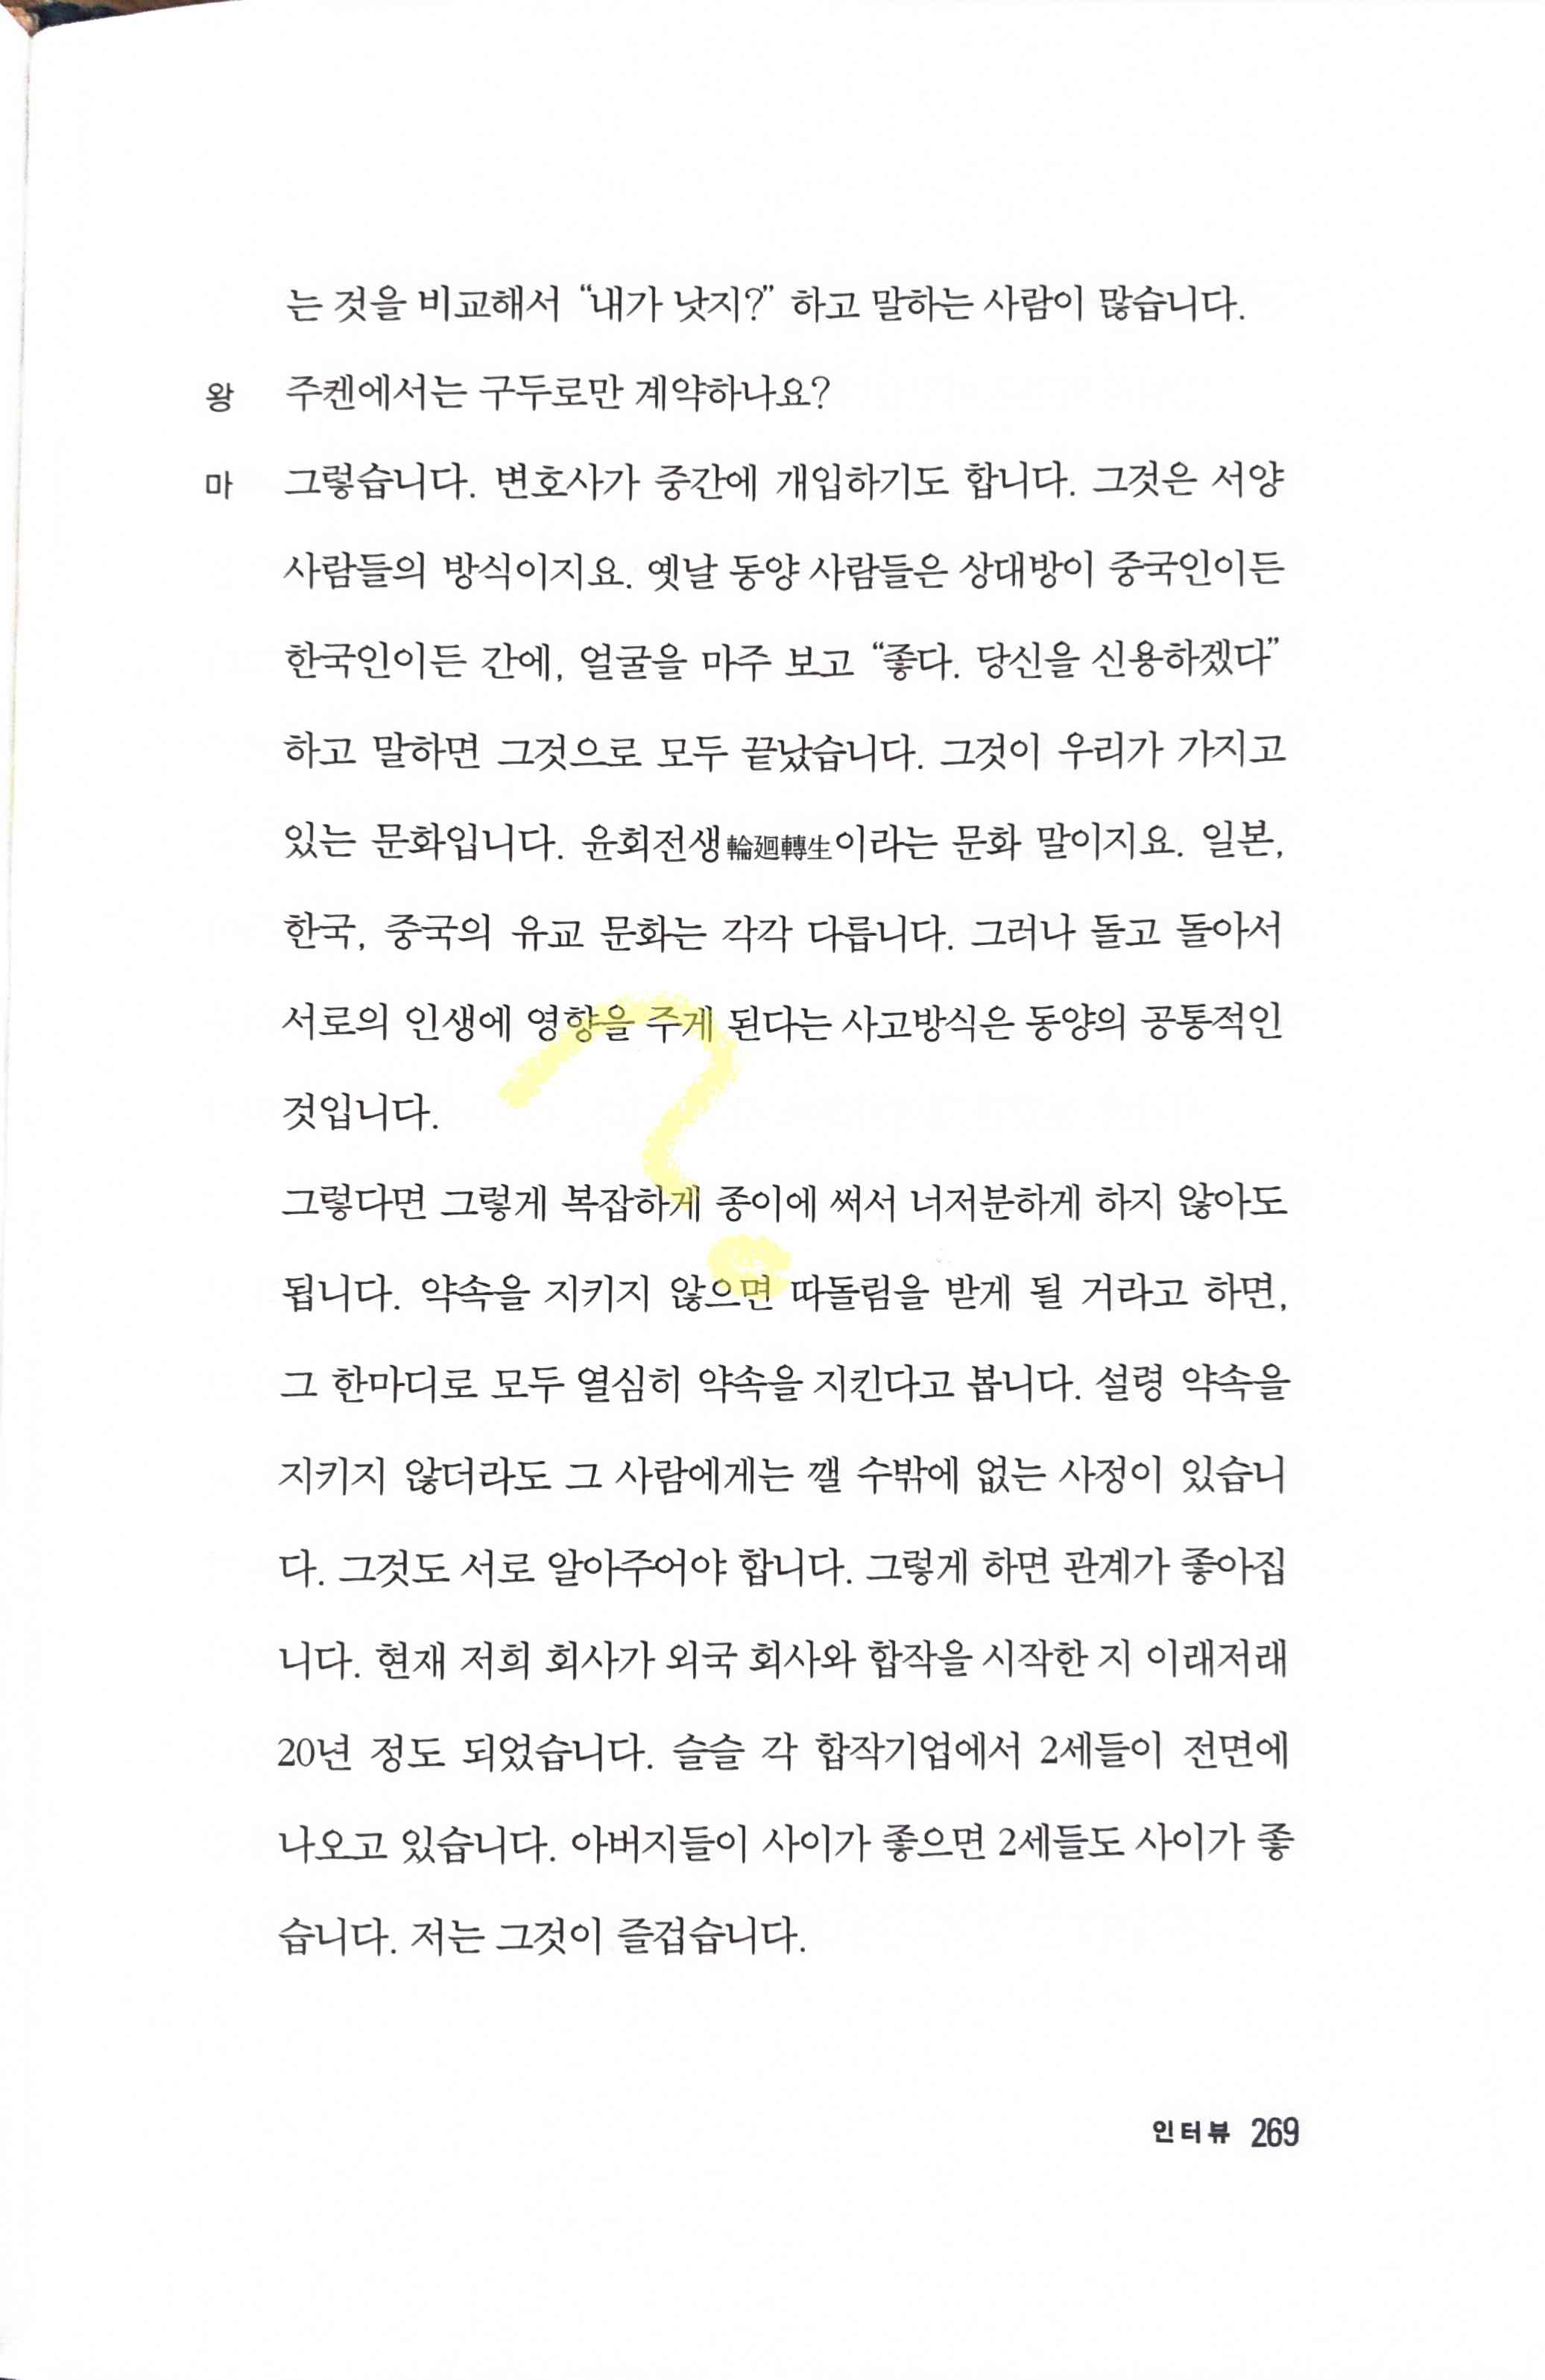 는 것을 비교해서 “내가 낫지?” 하고 말하는 사람이 많습니다.
왕 주켄에서는 구두로만 계약하나요?
마 그렇습니다. 변호사가 중간에 개입하기도 합니다. 그것은 서양
사람들의 방식이지요. 옛날 동양 사람들은 상대방이 중국인이든
한국인이든 간에, 얼굴을 마주 보고 “좋다. 당신을 신용하겠다”
하고 말하면 그것으로 모두 끝났습니다. 그것이 우리가 가지고
있는 문화입니다. 윤회전생輪廻轉生이라는 문화 말이지요. 일본,
한국, 중국의 유교 문화는 각각 다릅니다. 그러나 돌고 돌아서
서로의 인생에 영향을 주게 된다는 사고방식은 동양의 공통적인
것입니다.
그렇다면 그렇게 복잡하게 종이에 써서 너저분하게 하지 않아도
됩니다. 약속을 지키지 않으면 따돌림을 받게 될 거라고 하면,
그 한마디로 모두 열심히 약속을 지킨다고 봅니다. 설령 약속을
지키지 않더라도 그 사람에게는 깰 수밖에 없는 사정이 있습니
다. 그것도 서로 알아주어야 합니다. 그렇게 하면 관계가 좋아집
니다. 현재 저희 회사가 외국 회사와 합작을 시작한 지 이래저래
20년 정도 되었습니다. 슬슬 각 합작기업에서 2세들이 전면에
나오고 있습니다. 아버지들이 사이가 좋으면 2세들도 사이가 좋
습니다. 저는 그것이 즐겁습니다.
?
인터뷰 269